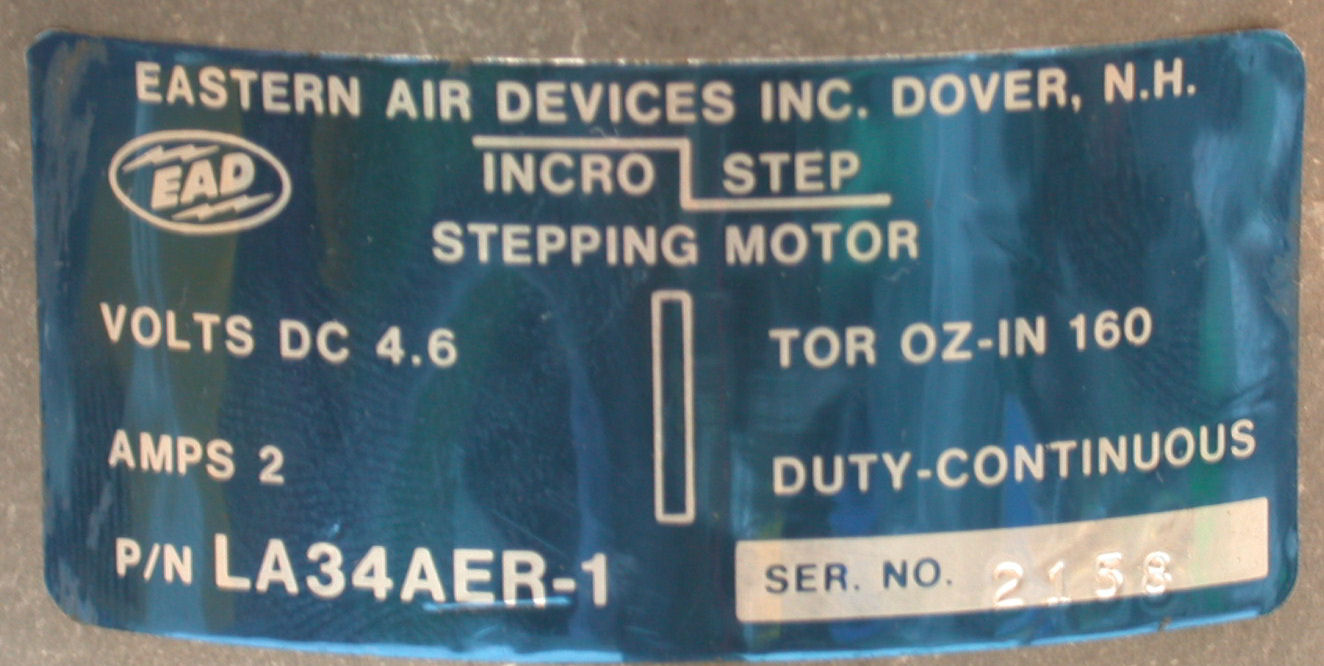 EASTERN AIR DEVICES INC. DOVER, N.H.
EAD
INCRO STEP
STEPPING MOTOR
VOLTS DC 4.6
TOR OZ-IN 160
AMPS 2
DUTY-CONTINUOUS
P/N LA34AER-1
SER. NO. 2158